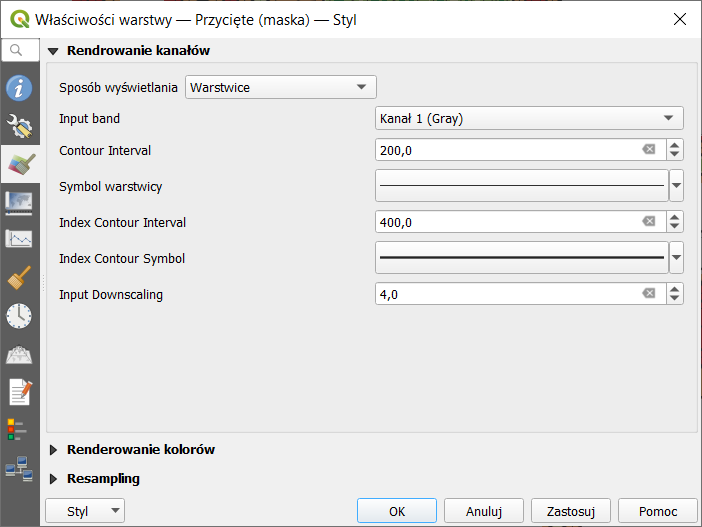 Właściwości warstwy — Przycięte (maska) — Styl
Rendrowanie kanałów
Sposób wyświetlania Warstwice
Input band Kanał 1 (Gray)
Contour Interval 200,0
Symbol warstwicy
Index Contour Interval 400,0
Index Contour Symbol
Input Downscaling 4,0
Renderowanie kolorów
Resampling
Styl OK Anuluj Zastosuj Pomoc